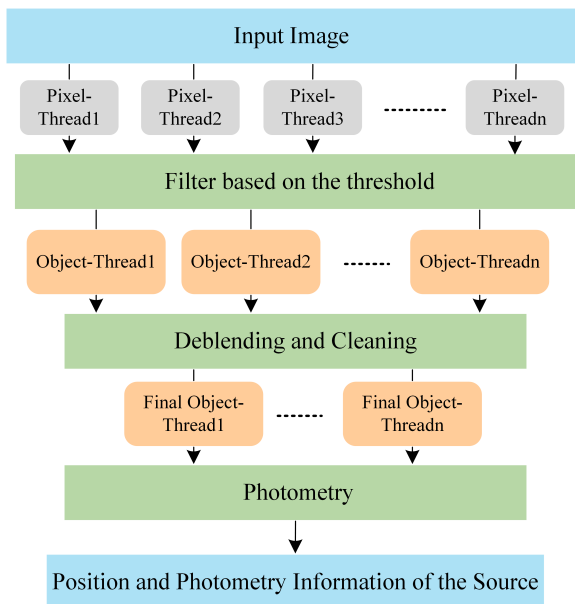 Input Image
Pixel-
Thread1
Pixel-
Thread2
Pixel-
Thread3
Pixel-
Threadn
Filter based on the threshold
Object-Thread1
Object-Thread2
Object-Threadn
Deblending and Cleaning
Final Object-
Thread1
Final Object-
Threadn
Photometry
Position and Photometry Information of the Source